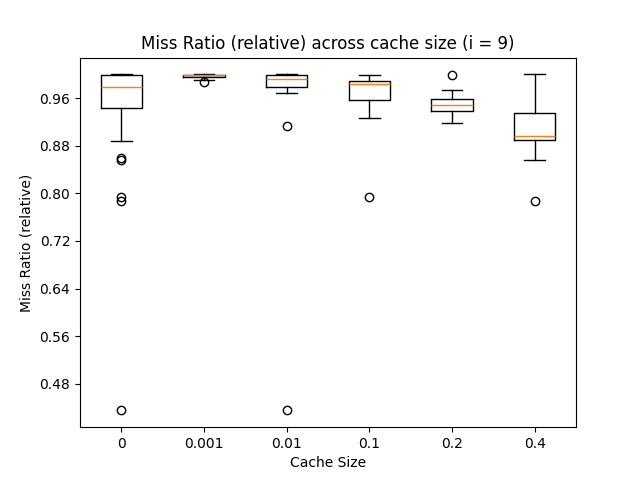 Miss Ratio (relative) across cache size (i = 9)
Miss Ratio (relative)
0.96
0.88
0.80
0.72
0.64
0.56
0.48
0 0.001 0.01 0.1 0.2 0.4
Cache Size